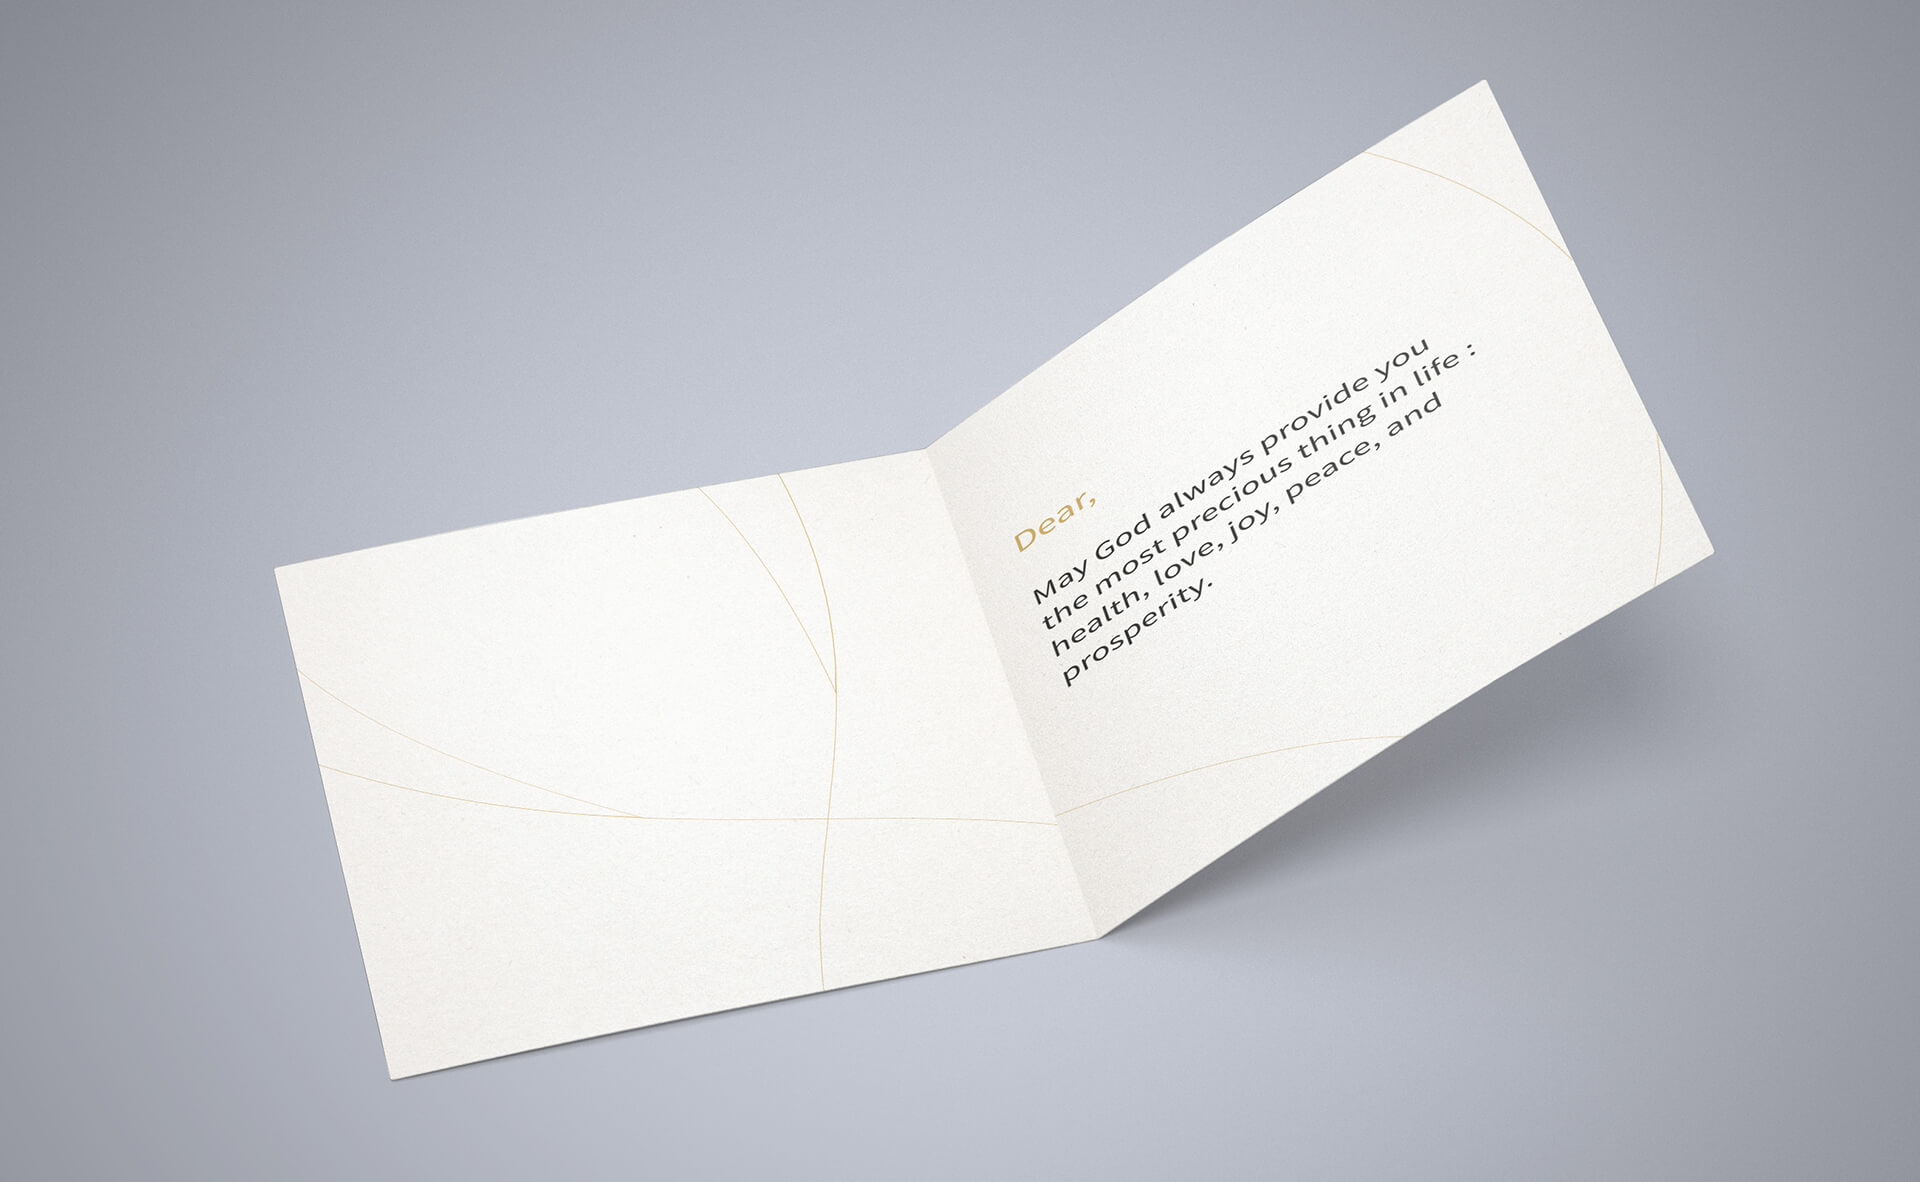 Dear,
May God always provide you
the most precious thing in life :
health, love, joy, peace, and
prosperity.